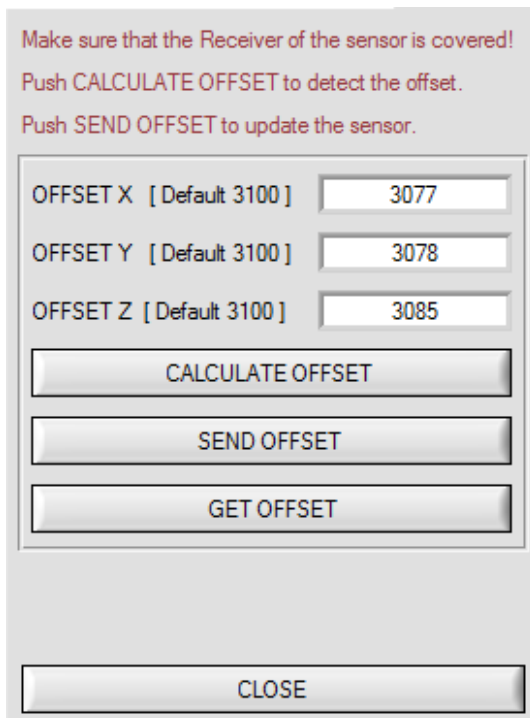 Make sure that the Receiver of the sensor is covered!
Push CALCULATE OFFSET to detect the offset.
Push SEND OFFSET to update the sensor.
OFFSET X [ Default 3100 ] 3077
OFFSET Y [ Default 3100 ] 3078
OFFSET Z [ Default 3100 ] 3085
CALCULATE OFFSET
SEND OFFSET
GET OFFSET
CLOSE